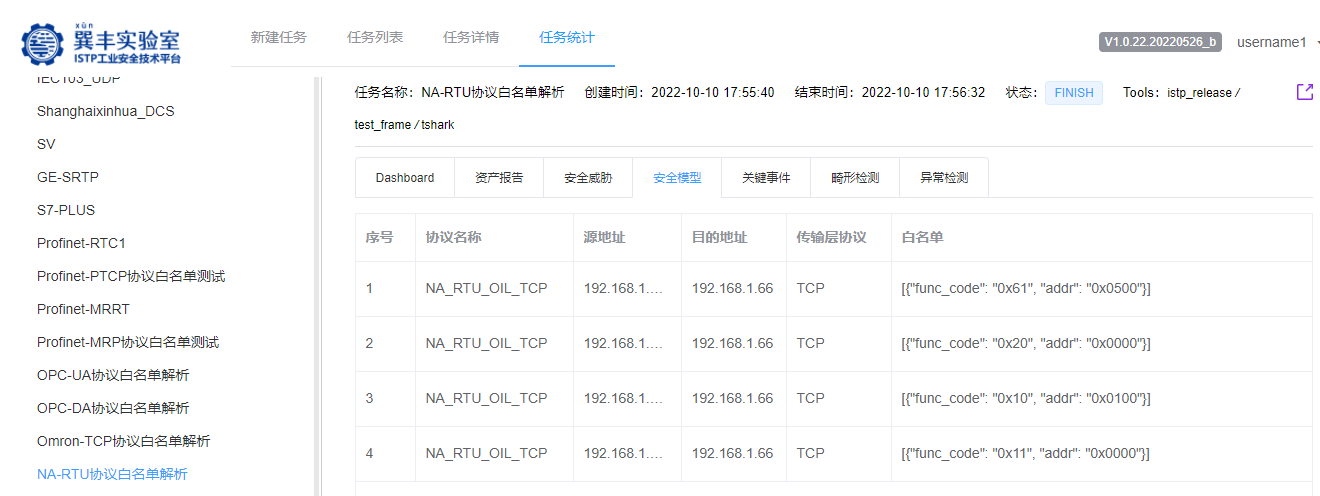 xùn
巽丰实验室
ISTP工业安全技术平台
新建任务 任务列表 任务详情 任务统计
V1.0.22.20220526_b username1
IEC103_UDP
Shanghaixinhua_DCS
SV
GE-SRTP
S7-PLUS
Profinet-RTC1
Profinet-PTCP协议白名单测试
Profinet-MRRT
Profinet-MRP协议白名单测试
OPC-UA协议白名单解析
OPC-DA协议白名单解析
Omron-TCP协议白名单解析
NA-RTU协议白名单解析
任务名称：NA-RTU协议白名单解析 创建时间：2022-10-10 17:55:40 结束时间：2022-10-10 17:56:32 状态： FINISH Tools：istp_release /
test_frame / tshark
Dashboard 资产报告 安全威胁 安全模型 关键事件 畸形检测 异常检测
序号 协议名称 源地址 目的地址 传输层协议 白名单
1 NA_RTU_OIL_TCP 192.168.1.... 192.168.1.66 TCP [{"func_code": "0x61", "addr": "0x0500"}]
2 NA_RTU_OIL_TCP 192.168.1.... 192.168.1.66 TCP [{"func_code": "0x20", "addr": "0x0000"}]
3 NA_RTU_OIL_TCP 192.168.1.... 192.168.1.66 TCP [{"func_code": "0x10", "addr": "0x0100"}]
4 NA_RTU_OIL_TCP 192.168.1.... 192.168.1.66 TCP [{"func_code": "0x11", "addr": "0x0000"}]